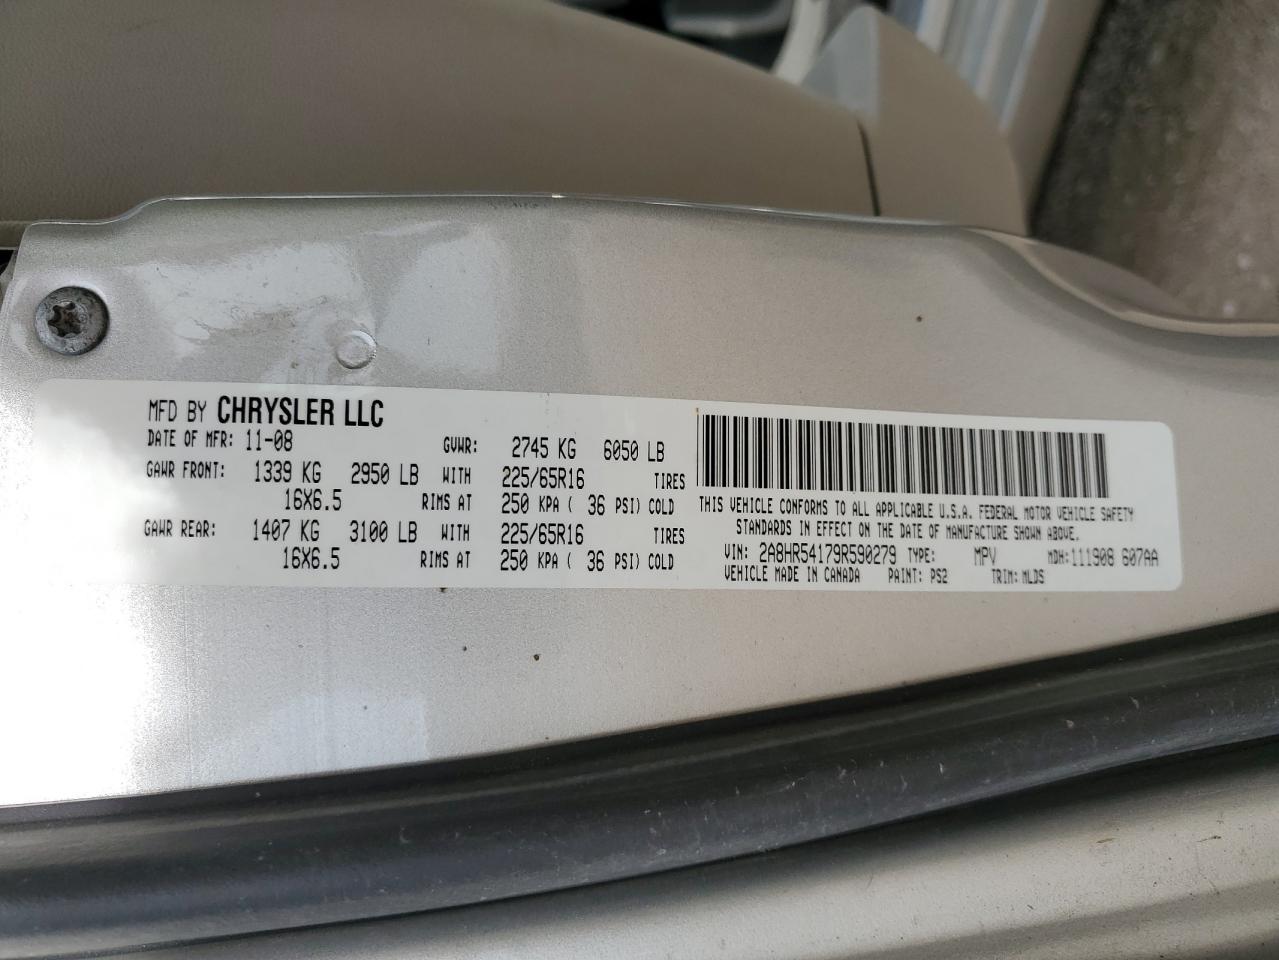 MFD BY CHRYSLER LLC
DATE OF MFR: 11-08 GVWR: 2745 KG 6050 LB
GAWR FRONT: 1339 KG 2950 LB WITH 225/65R16 TIRES
16X6.5 RIMS AT 250 KPA ( 36 PSI) COLD
GAWR REAR: 1407 KG 3100 LB WITH 225/65R16 TIRES
16X6.5 RIMS AT 250 KPA ( 36 PSI) COLD
THIS VEHICLE CONFORMS TO ALL APPLICABLE U.S.A. FEDERAL MOTOR VEHICLE SAFETY
STANDARDS IN EFFECT ON THE DATE OF MANUFACTURE SHOWN ABOVE.
VIN: 2A8HR54179R590279 TYPE: MPV MDH:111908 607AA
VEHICLE MADE IN CANADA PAINT: PS2 TRIM: MLDS